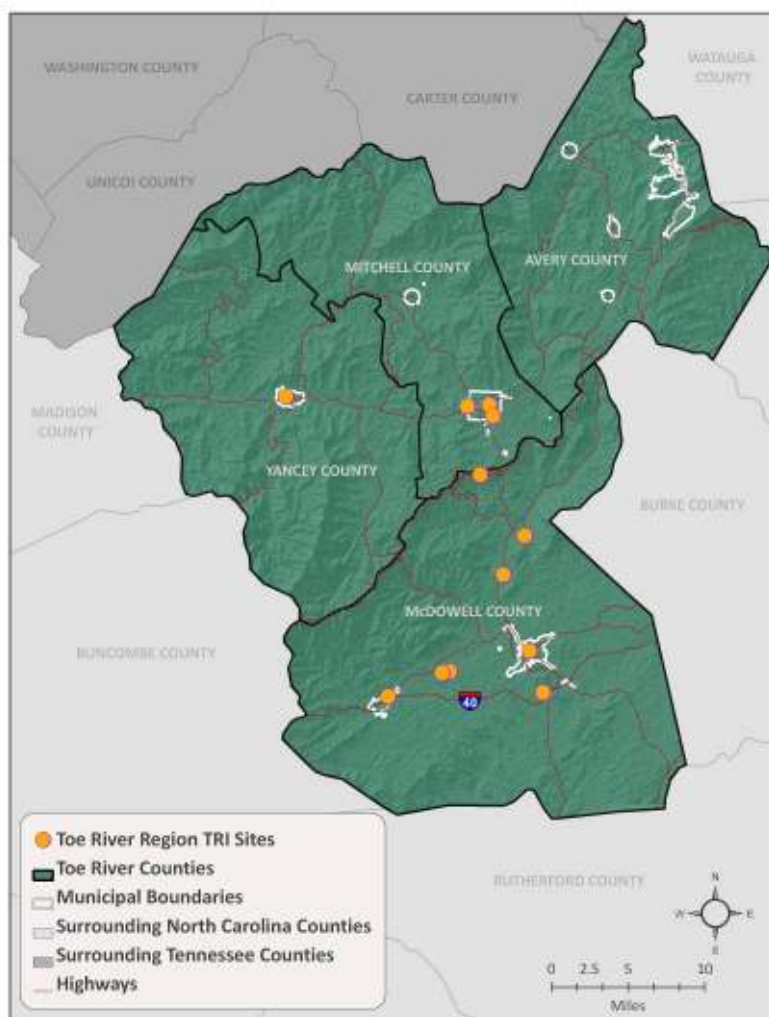 WASHINGTON COUNTY
WATAUGA
COUNTY
CARTER COUNTY
UNICOI COUNTY
MITCHELL COUNTY
AVERY COUNTY
MADISON
COUNTY
YANCEY COUNTY
BURKE COUNTY
McDOWELL COUNTY
BUNCOMBE COUNTY
40
RUTHERFORD COUNTY
Toe River Region TRI Sites
Toe River Counties
Municipal Boundaries
Surrounding North Carolina Counties
Surrounding Tennessee Counties
Highways
N
W E
S
0 2.5 5 10
Miles